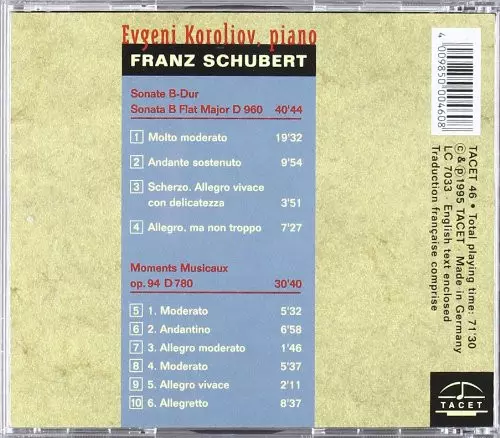 Evgeni Koroliov, piano
FRANZ SCHUBERT
Sonate B-Dur
Sonata B Flat Major D 960 40'44
1 Molto moderato 19'32
2 Andante sostenuto 9'54
3 Scherzo. Allegro vivace
con delicatezza 3'51
4 Allegro, ma non troppo 7'27
Moments Musicaux
op. 94 D 780 30'40
5 1. Moderato 5'32
6 2. Andantino 6'58
7 3. Allegro moderato 1'46
8 4. Moderato 5'37
9 5. Allegro vivace 2'11
10 6. Allegretto 8'37
4 009850 004608
TACET 46 • Total playing time: 71'30
© & ℗ 1995 TACET · Made in Germany
LC 7033 · English text enclosed
Traduction française comprise
TACET